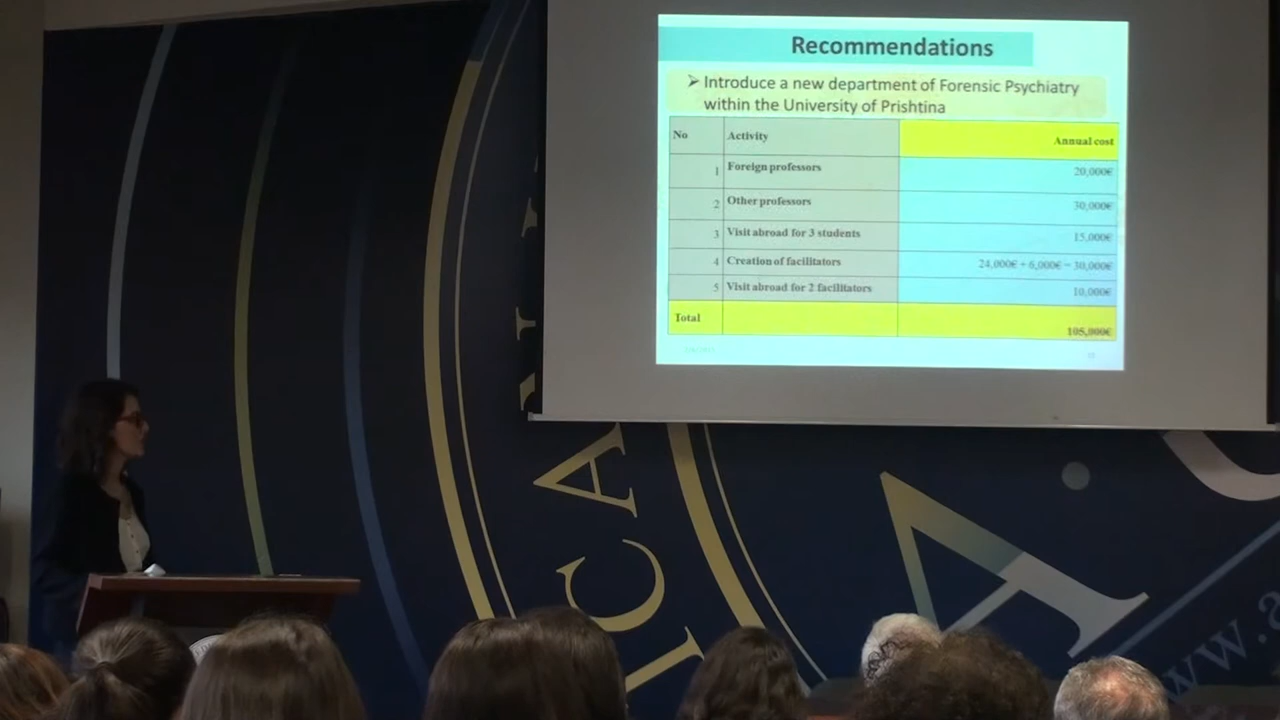 Recommendations
➢ Introduce a new department of Forensic Psychiatry
within the University of Prishtina
No Activity Annual cost
1 Foreign professors 20,000€
2 Other professors 30,000€
3 Visit abroad for 3 students 15,000€
4 Creation of facilitators 24,000€ + 6,000€ = 30,000€
5 Visit abroad for 2 facilitators 10,000€
Total 105,000€
ICA
A
www.a